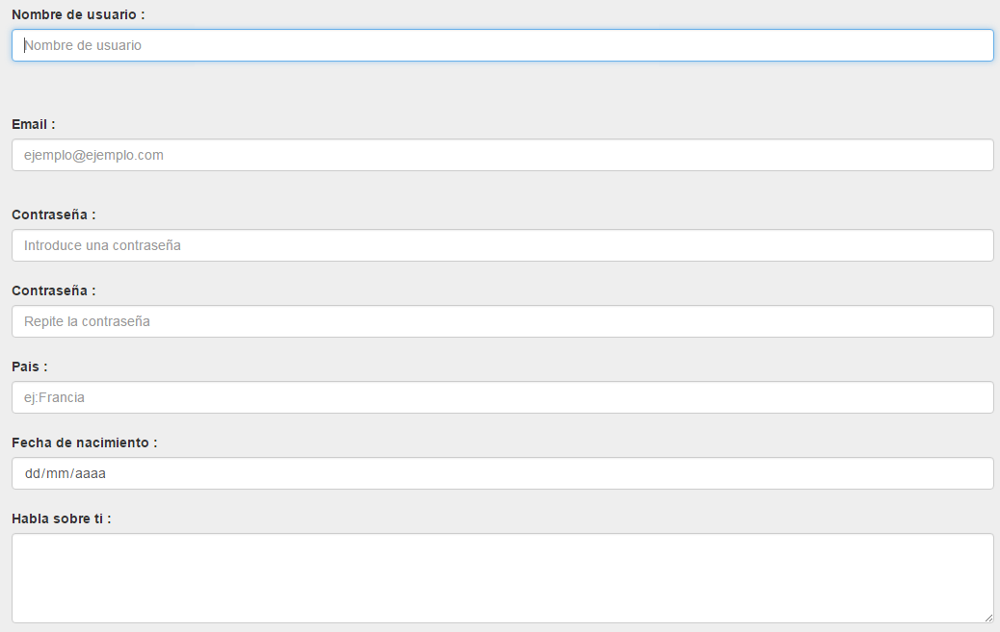 Nombre de usuario :
Nombre de usuario
Email :
ejemplo@ejemplo.com
Contraseña :
Introduce una contraseña
Contraseña :
Repite la contraseña
Pais :
ej:Francia
Fecha de nacimiento :
dd/mm/aaaa
Habla sobre ti :